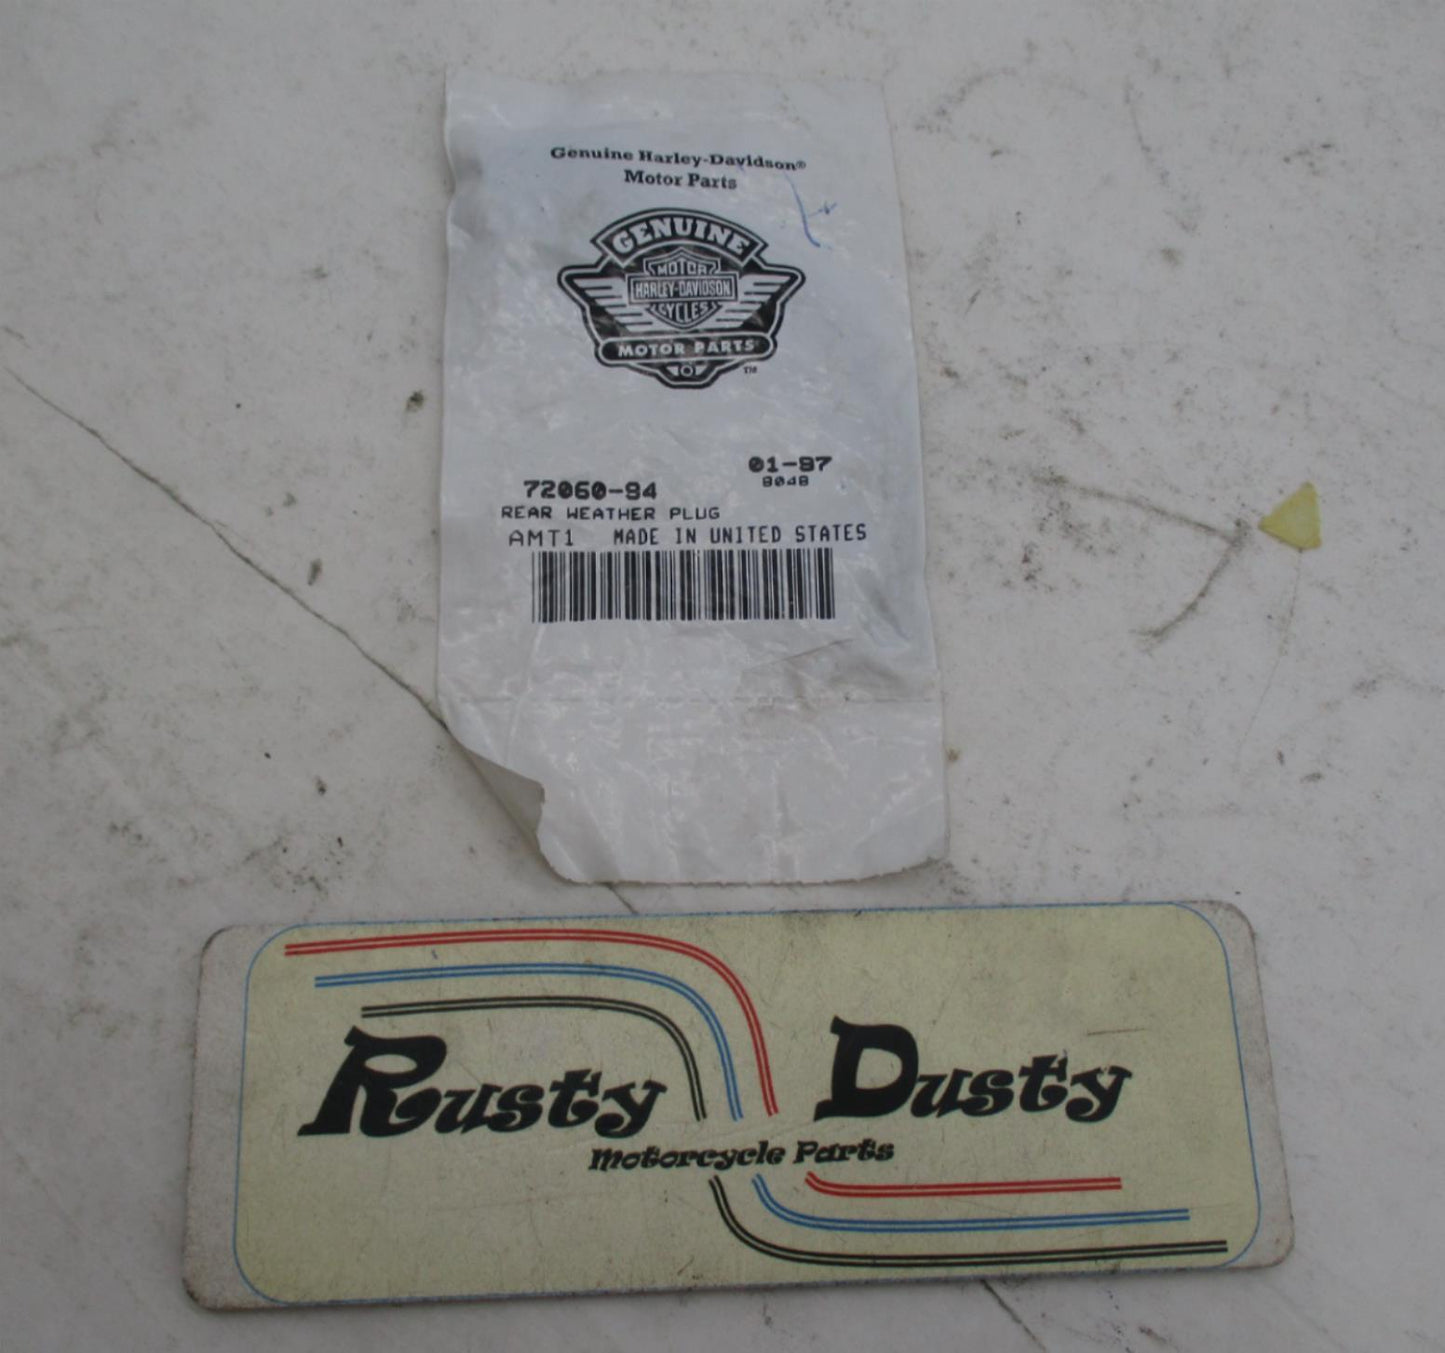 Genuine Harley-Davidson®
Motor Parts
GENUINE
MOTOR
HARLEY-DAVIDSON
CYCLES
MOTOR PARTS
TM
01-97
72060-94
REAR WEATHER PLUG
AMT1 MADE IN UNITED STATES
Rusty Dusty
Motorcycle Parts